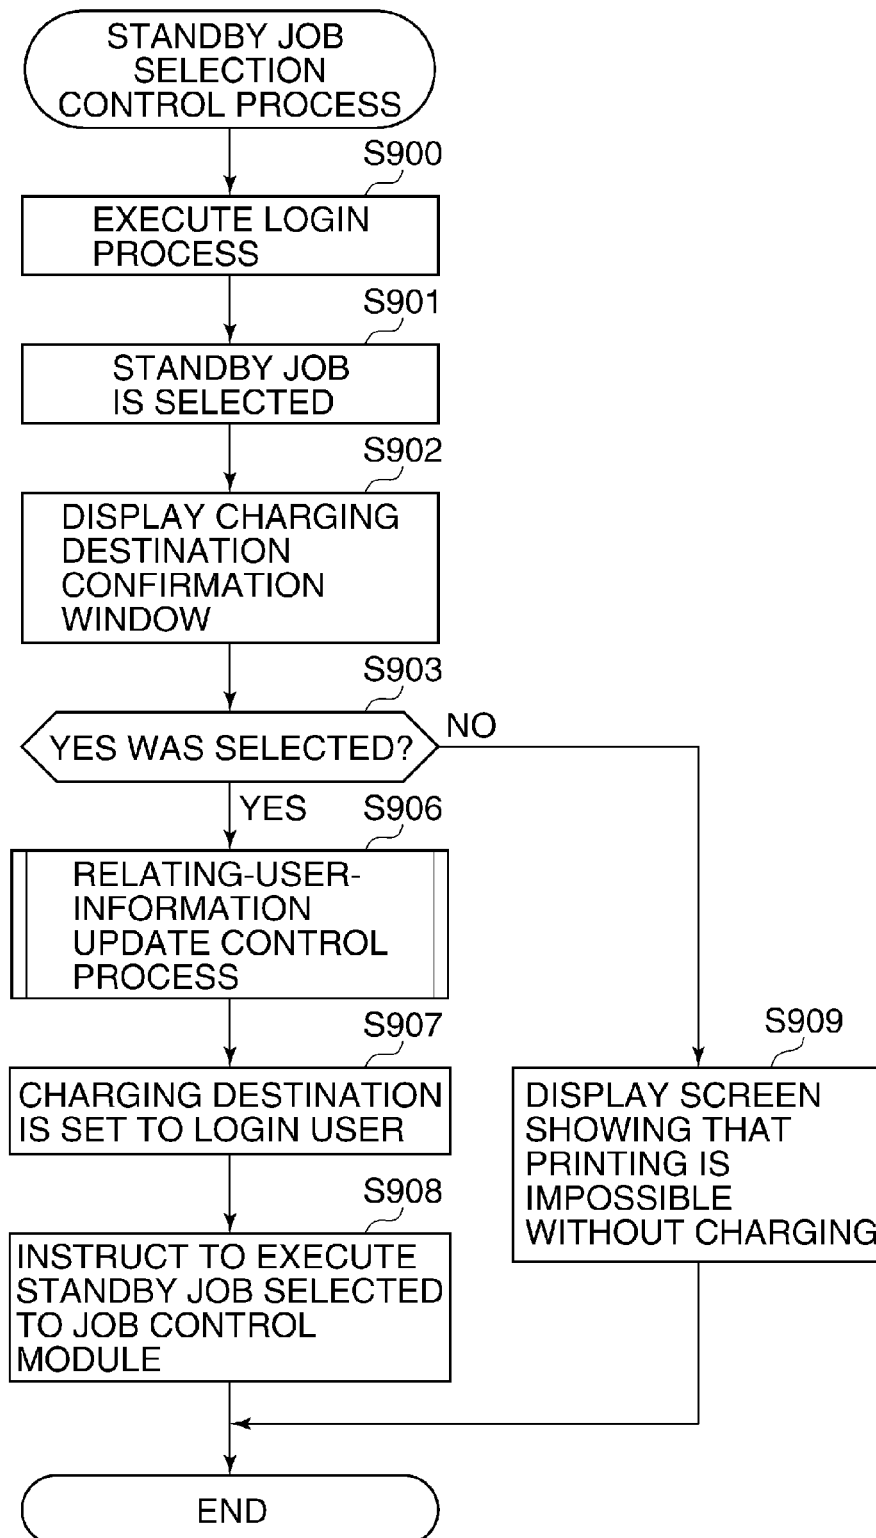 STANDBY JOB
SELECTION
CONTROL PROCESS
S900
EXECUTE LOGIN
PROCESS
S901
STANDBY JOB
IS SELECTED
S902
DISPLAY CHARGING
DESTINATION
CONFIRMATION
WINDOW
S903
YES WAS SELECTED?
NO
YES
S906
RELATING-USER-
INFORMATION
UPDATE CONTROL
PROCESS
S907
CHARGING DESTINATION
IS SET TO LOGIN USER
S908
INSTRUCT TO EXECUTE
STANDBY JOB SELECTED
TO JOB CONTROL
MODULE
S909
DISPLAY SCREEN
SHOWING THAT
PRINTING IS
IMPOSSIBLE
WITHOUT CHARGING
END